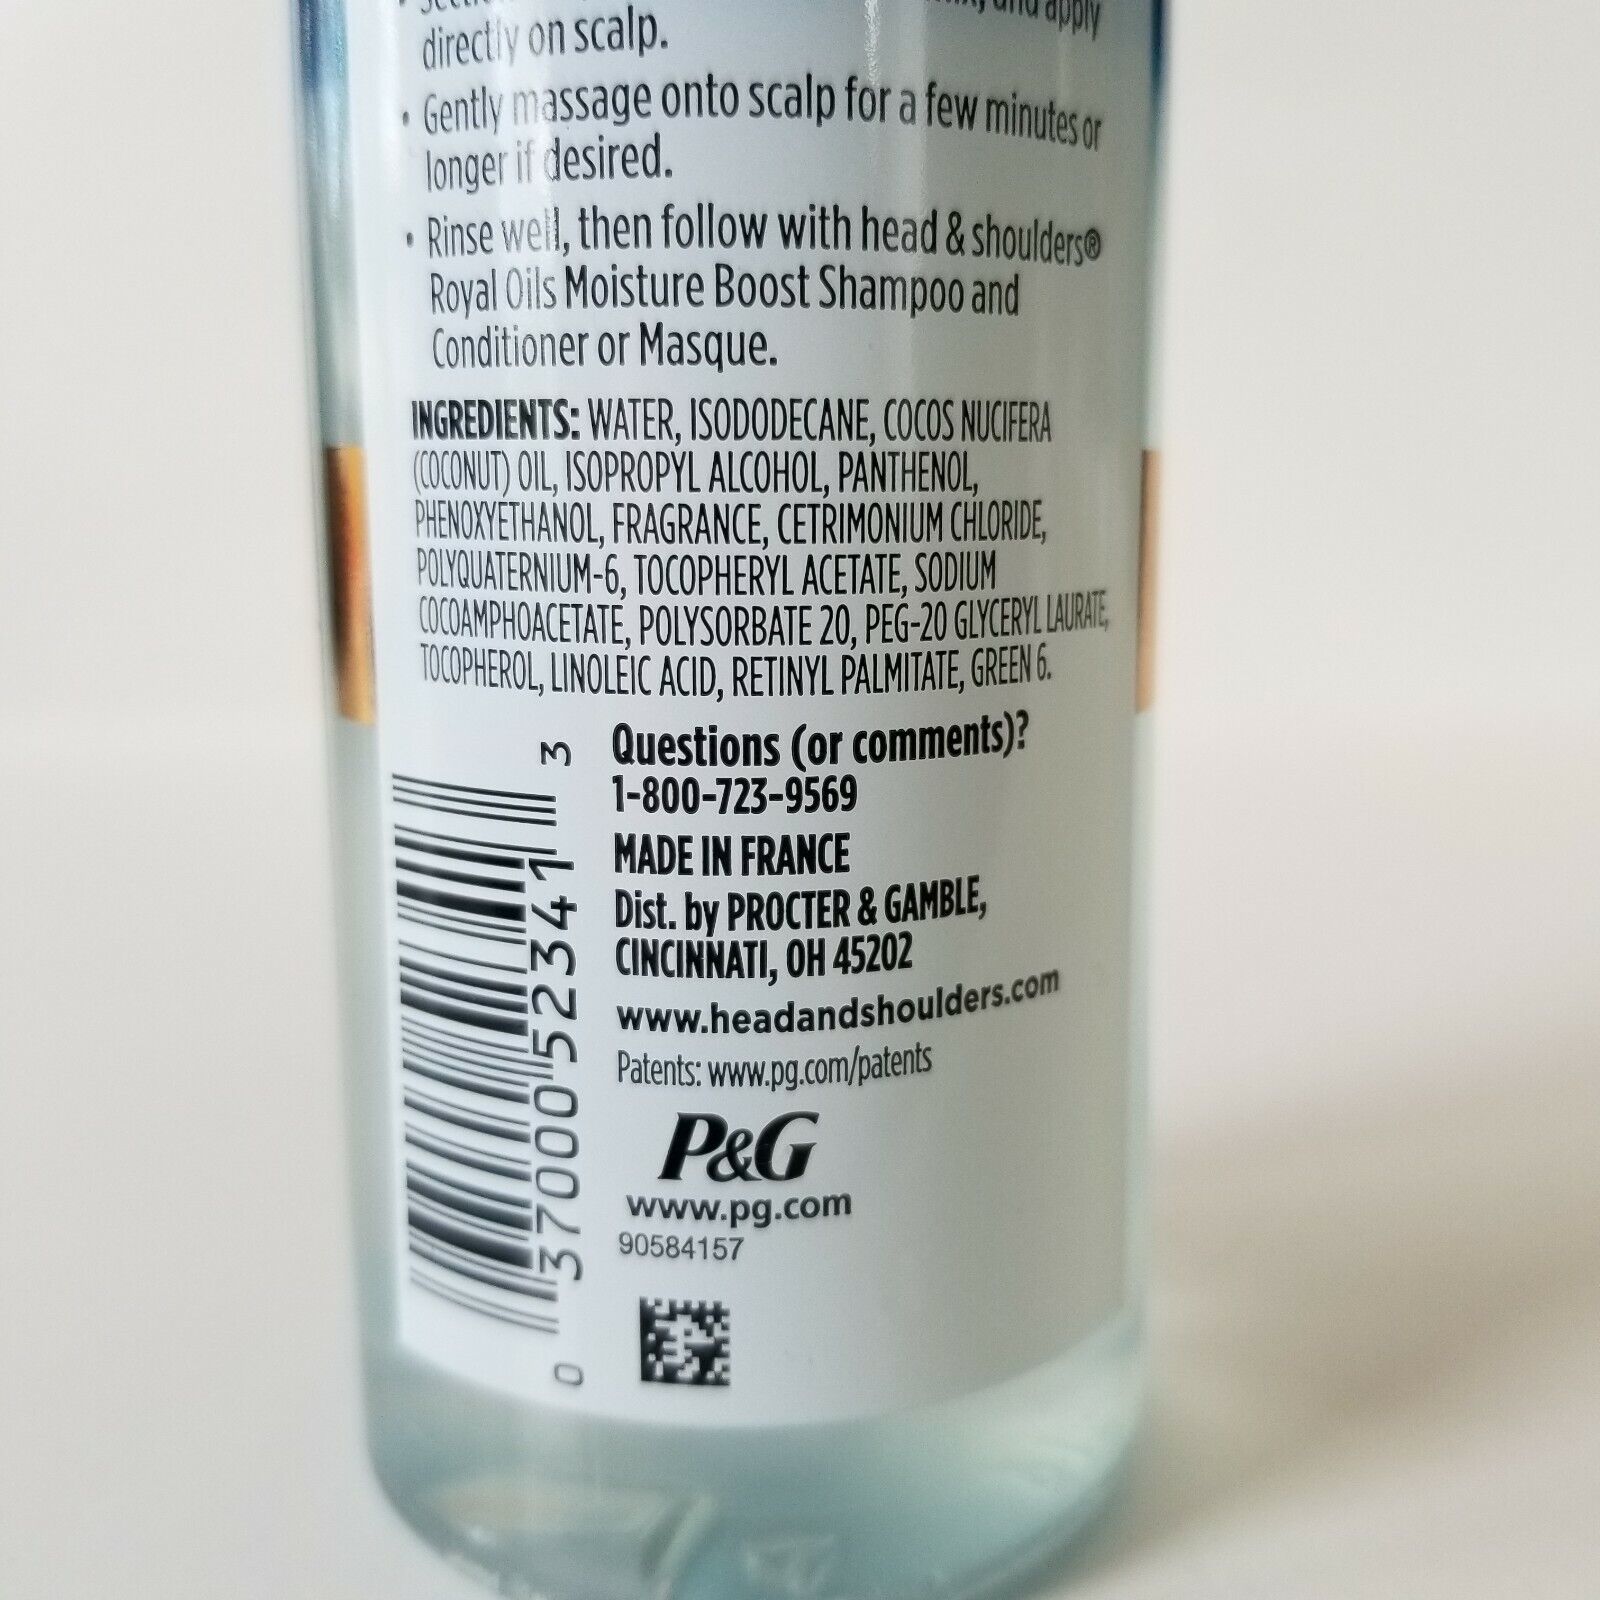 and apply
directly on scalp.
• Gently massage onto scalp for a few minutes or
longer if desired.
• Rinse well, then follow with head & shoulders®
Royal Oils Moisture Boost Shampoo and
Conditioner or Masque.
INGREDIENTS: WATER, ISODODECANE, COCOS NUCIFERA
(COCONUT) OIL, ISOPROPYL ALCOHOL, PANTHENOL,
PHENOXYETHANOL, FRAGRANCE, CETRIMONIUM CHLORIDE,
POLYQUATERNIUM-6, TOCOPHERYL ACETATE, SODIUM
COCOAMPHOACETATE, POLYSORBATE 20, PEG-20 GLYCERYL LAURATE,
TOCOPHEROL, LINOLEIC ACID, RETINYL PALMITATE, GREEN 6.
Questions (or comments)?
1-800-723-9569
MADE IN FRANCE
Dist. by PROCTER & GAMBLE,
CINCINNATI, OH 45202
www.headandshoulders.com
Patents: www.pg.com/patents
P&G
www.pg.com
90584157
0 37000 52341 3